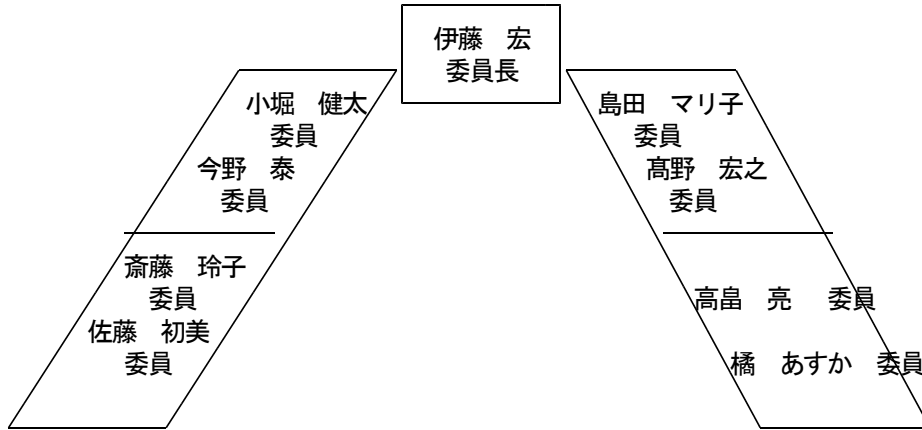 伊藤　宏
委員長
小堀　健太
委員
今野　泰
委員
斎藤　玲子
委員
佐藤　初美
委員
島田　マリ子
委員
髙野　宏之
委員
高畠　亮　委員
橘　あすか　委員